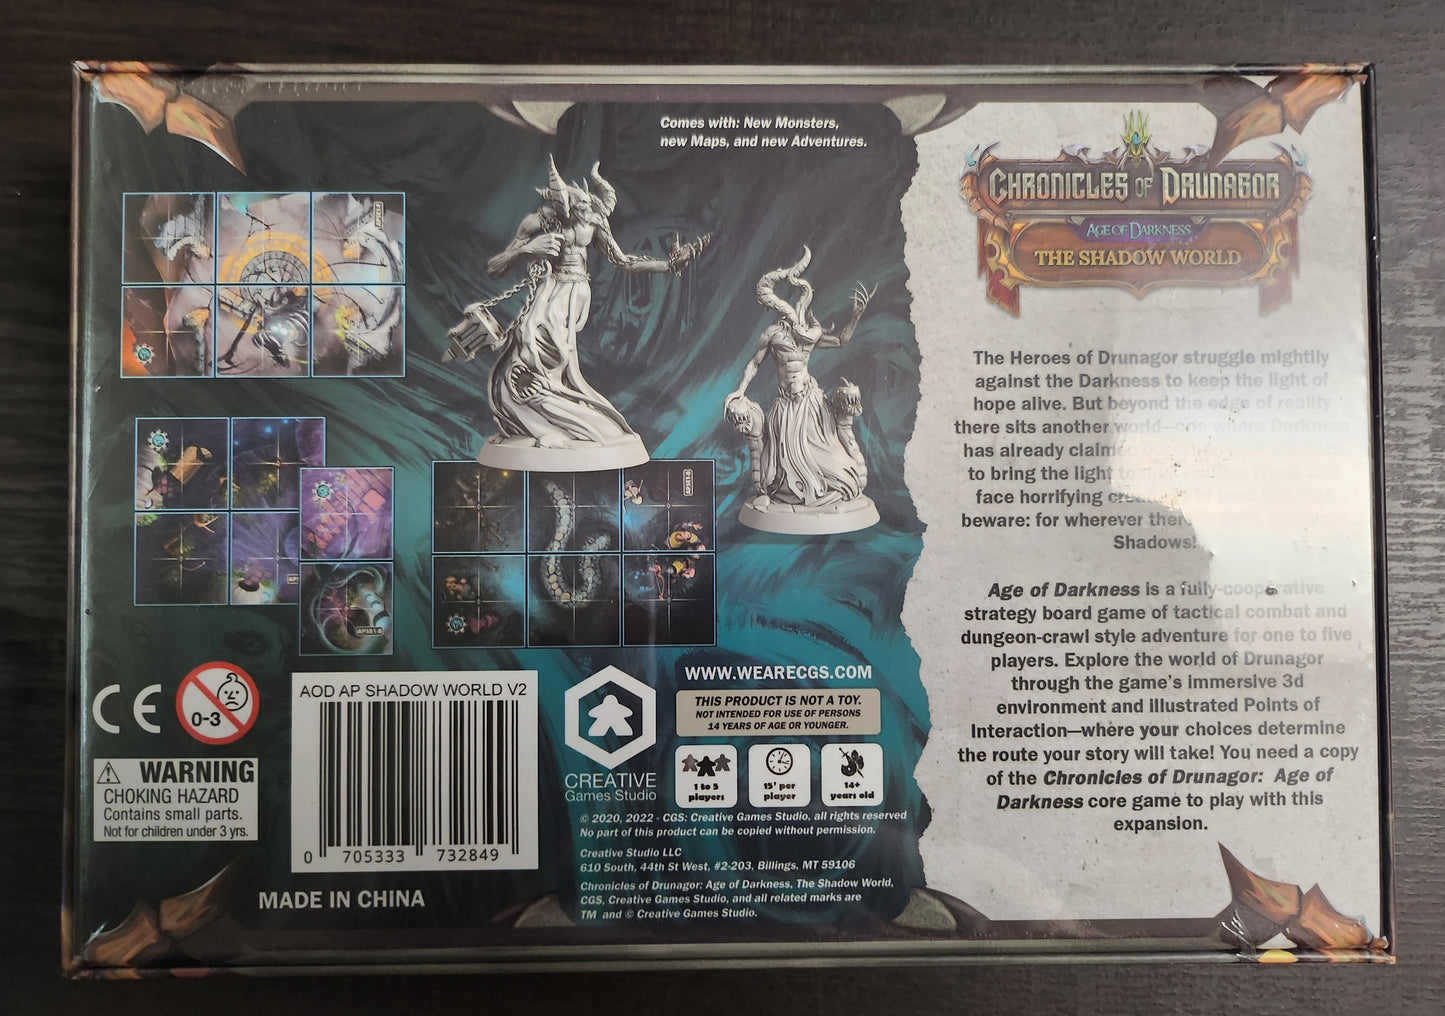 Comes with: New Monsters,
new Maps, and new Adventures.
CHRONICLES OF DRUNAGOR
AGE OF DARKNESS
THE SHADOW WORLD
The Heroes of Drunagor struggle mightily
against the Darkness to keep the light of
hope alive. But beyond the edge of reality
there sits another world—one where Darkness
has already claimed
to bring the light to
face horrifying
beware: for wherever
Shadows!
Age of Darkness is a fully-cooperative
strategy board game of tactical combat and
dungeon-crawl style adventure for one to five
players. Explore the world of Drunagor
through the game's immersive 3d
environment and Illustrated Points of
Interaction—where your choices determine
the route your story will take! You need a copy
of the Chronicles of Drunagor: Age of
Darkness core game to play with this
expansion.
0-3
WARNING
CHOKING HAZARD
Contains small parts.
Not for children under 3 yrs.
AOD AP SHADOW WORLD V2
0 705333 732849
MADE IN CHINA
CREATIVE
Games Studio
WWW.WEARECGS.COM
THIS PRODUCT IS NOT A TOY.
NOT INTENDED FOR USE OF PERSONS
14 YEARS OF AGE OR YOUNGER.
1 to 5
players
15' per
player
14+
years old
© 2020, 2022 - CGS: Creative Games Studio, all rights reserved
No part of this product can be copied without permission.
Creative Studio LLC
610 South, 44th St West, #2-203, Billings, MT 59106
Chronicles of Drunagor: Age of Darkness, The Shadow World,
CGS, Creative Games Studio, and all related marks are
TM and © Creative Games Studio.